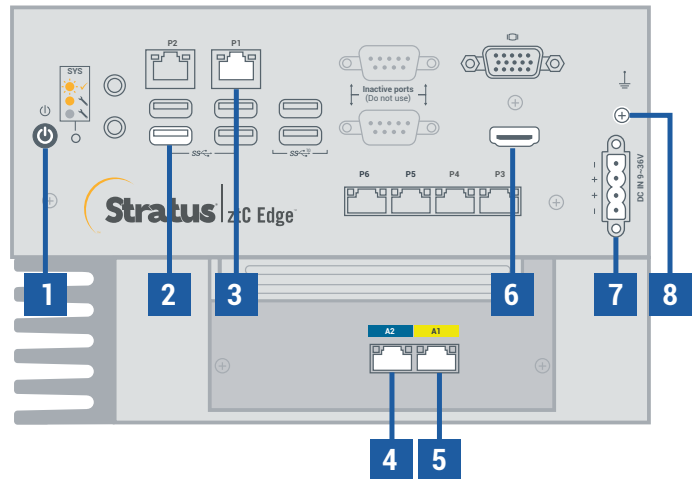 P2 P1
SYS
Inactive ports
(Do not use)
SS
SS
P6 P5 P4 P3
− + + −
DC IN 9~36V
Stratus ztC Edge
1 2 3 6 7 8
A2 A1
4 5